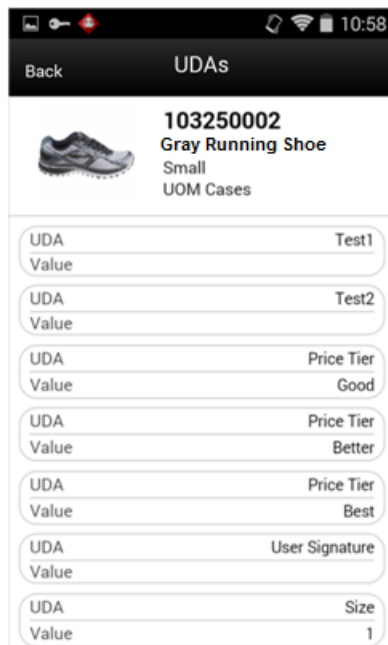 10:58
Back UDAs
103250002
Gray Running Shoe
Small
UOM Cases
UDA Test1
Value
UDA Test2
Value
UDA Price Tier
Value Good
UDA Price Tier
Value Better
UDA Price Tier
Value Best
UDA User Signature
Value
UDA Size
Value 1